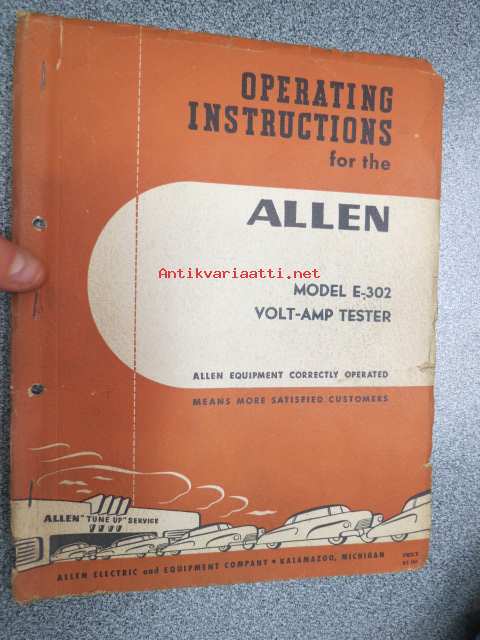 OPERATING
INSTRUCTIONS
for the
ALLEN
Antikvariaatti.net
MODEL E-302
VOLT-AMP TESTER
ALLEN EQUIPMENT CORRECTLY OPERATED
MEANS MORE SATISFIED CUSTOMERS
ALLEN "TUNE UP" SERVICE
ALLEN ELECTRIC and EQUIPMENT COMPANY • KALAMAZOO, MICHIGAN